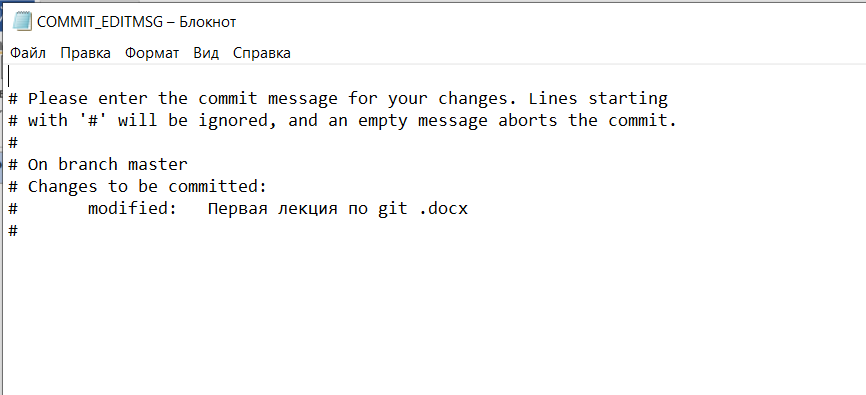 COMMIT_EDITMSG – Блокнот
Файл Правка Формат Вид Справка
# Please enter the commit message for your changes. Lines starting
# with '#' will be ignored, and an empty message aborts the commit.
#
# On branch master
# Changes to be committed:
#       modified:   Первая лекция по git .docx
#